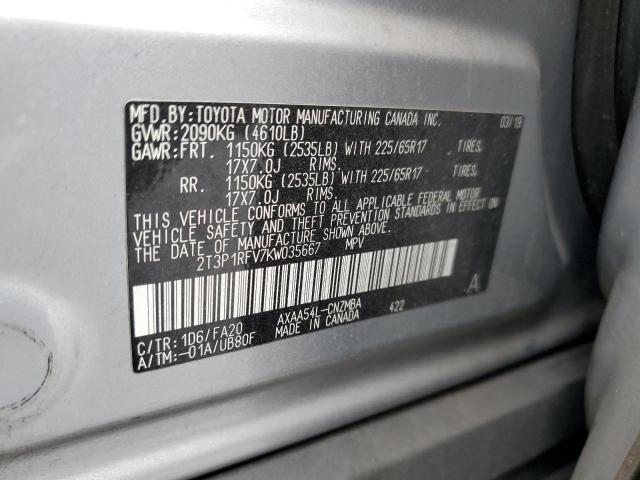 MFD.BY:TOYOTA MOTOR MANUFACTURING CANADA INC. 03/19
GVWR:2090KG (4610LB)
GAWR:FRT. 1150KG (2535LB) WITH 225/65R17 TIRES,
17X7.0J RIMS.
RR. 1150KG (2535LB) WITH 225/65R17 TIRES,
17X7.0J RIMS.
THIS VEHICLE CONFORMS TO ALL APPLICABLE FEDERAL MOTOR
VEHICLE SAFETY AND THEFT PREVENTION STANDARDS IN EFFECT ON
THE DATE OF MANUFACTURE SHOWN ABOVE.
2T3P1RFV7KW035667 MPV
A
C/TR: 1D6/FA20 AXAA54L-CNZMBA 422
A/TM:-01A/UB80F MADE IN CANADA